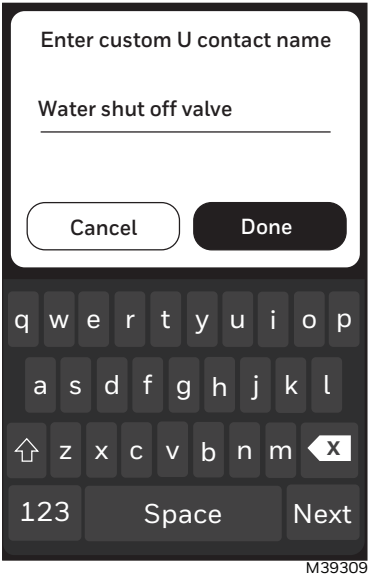 Enter custom U contact name
Water shut off valve
Cancel Done
q w e r t y u i o p
a s d f g h j k l
z x c v b n m x
123 Space Next
M39309